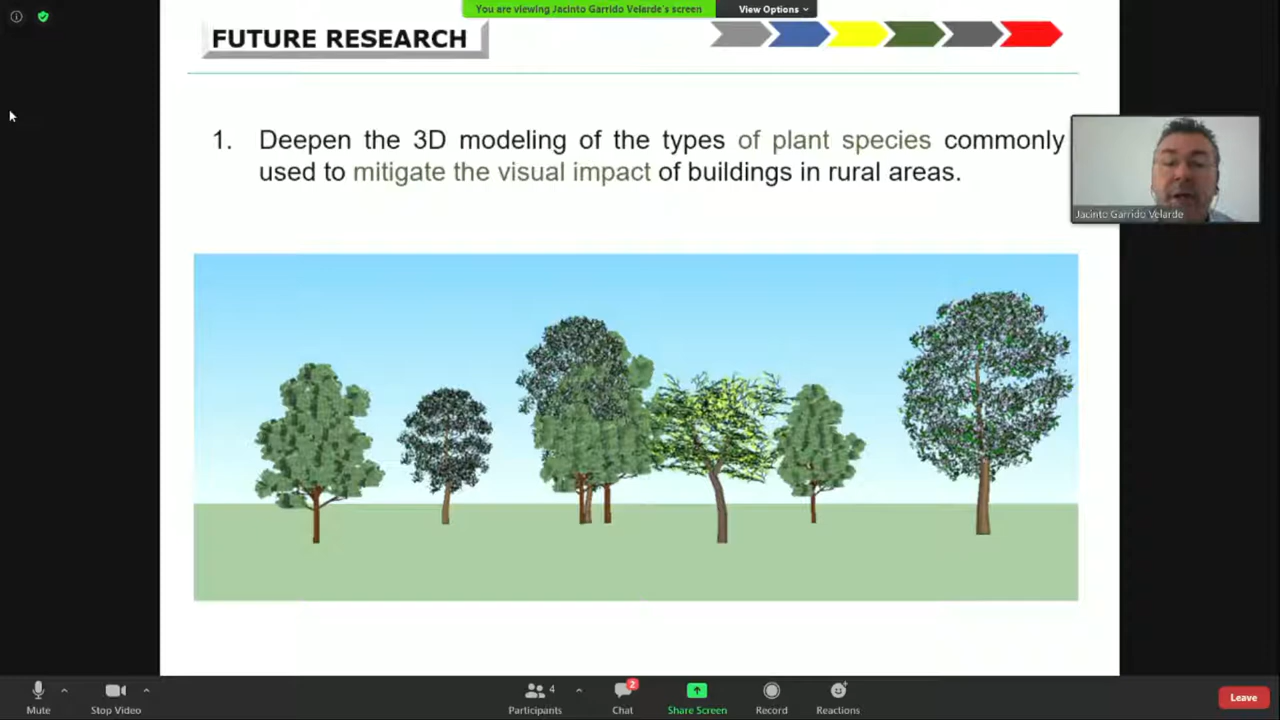 You are viewing Jacinto Garrido Velarde's screen
View Options
FUTURE RESEARCH
1. Deepen the 3D modeling of the types of plant species commonly
used to mitigate the visual impact of buildings in rural areas.
Jacinto Garrido Velarde
Mute
Stop Video
4
Participants
2
Chat
Share Screen
Record
Reactions
Leave